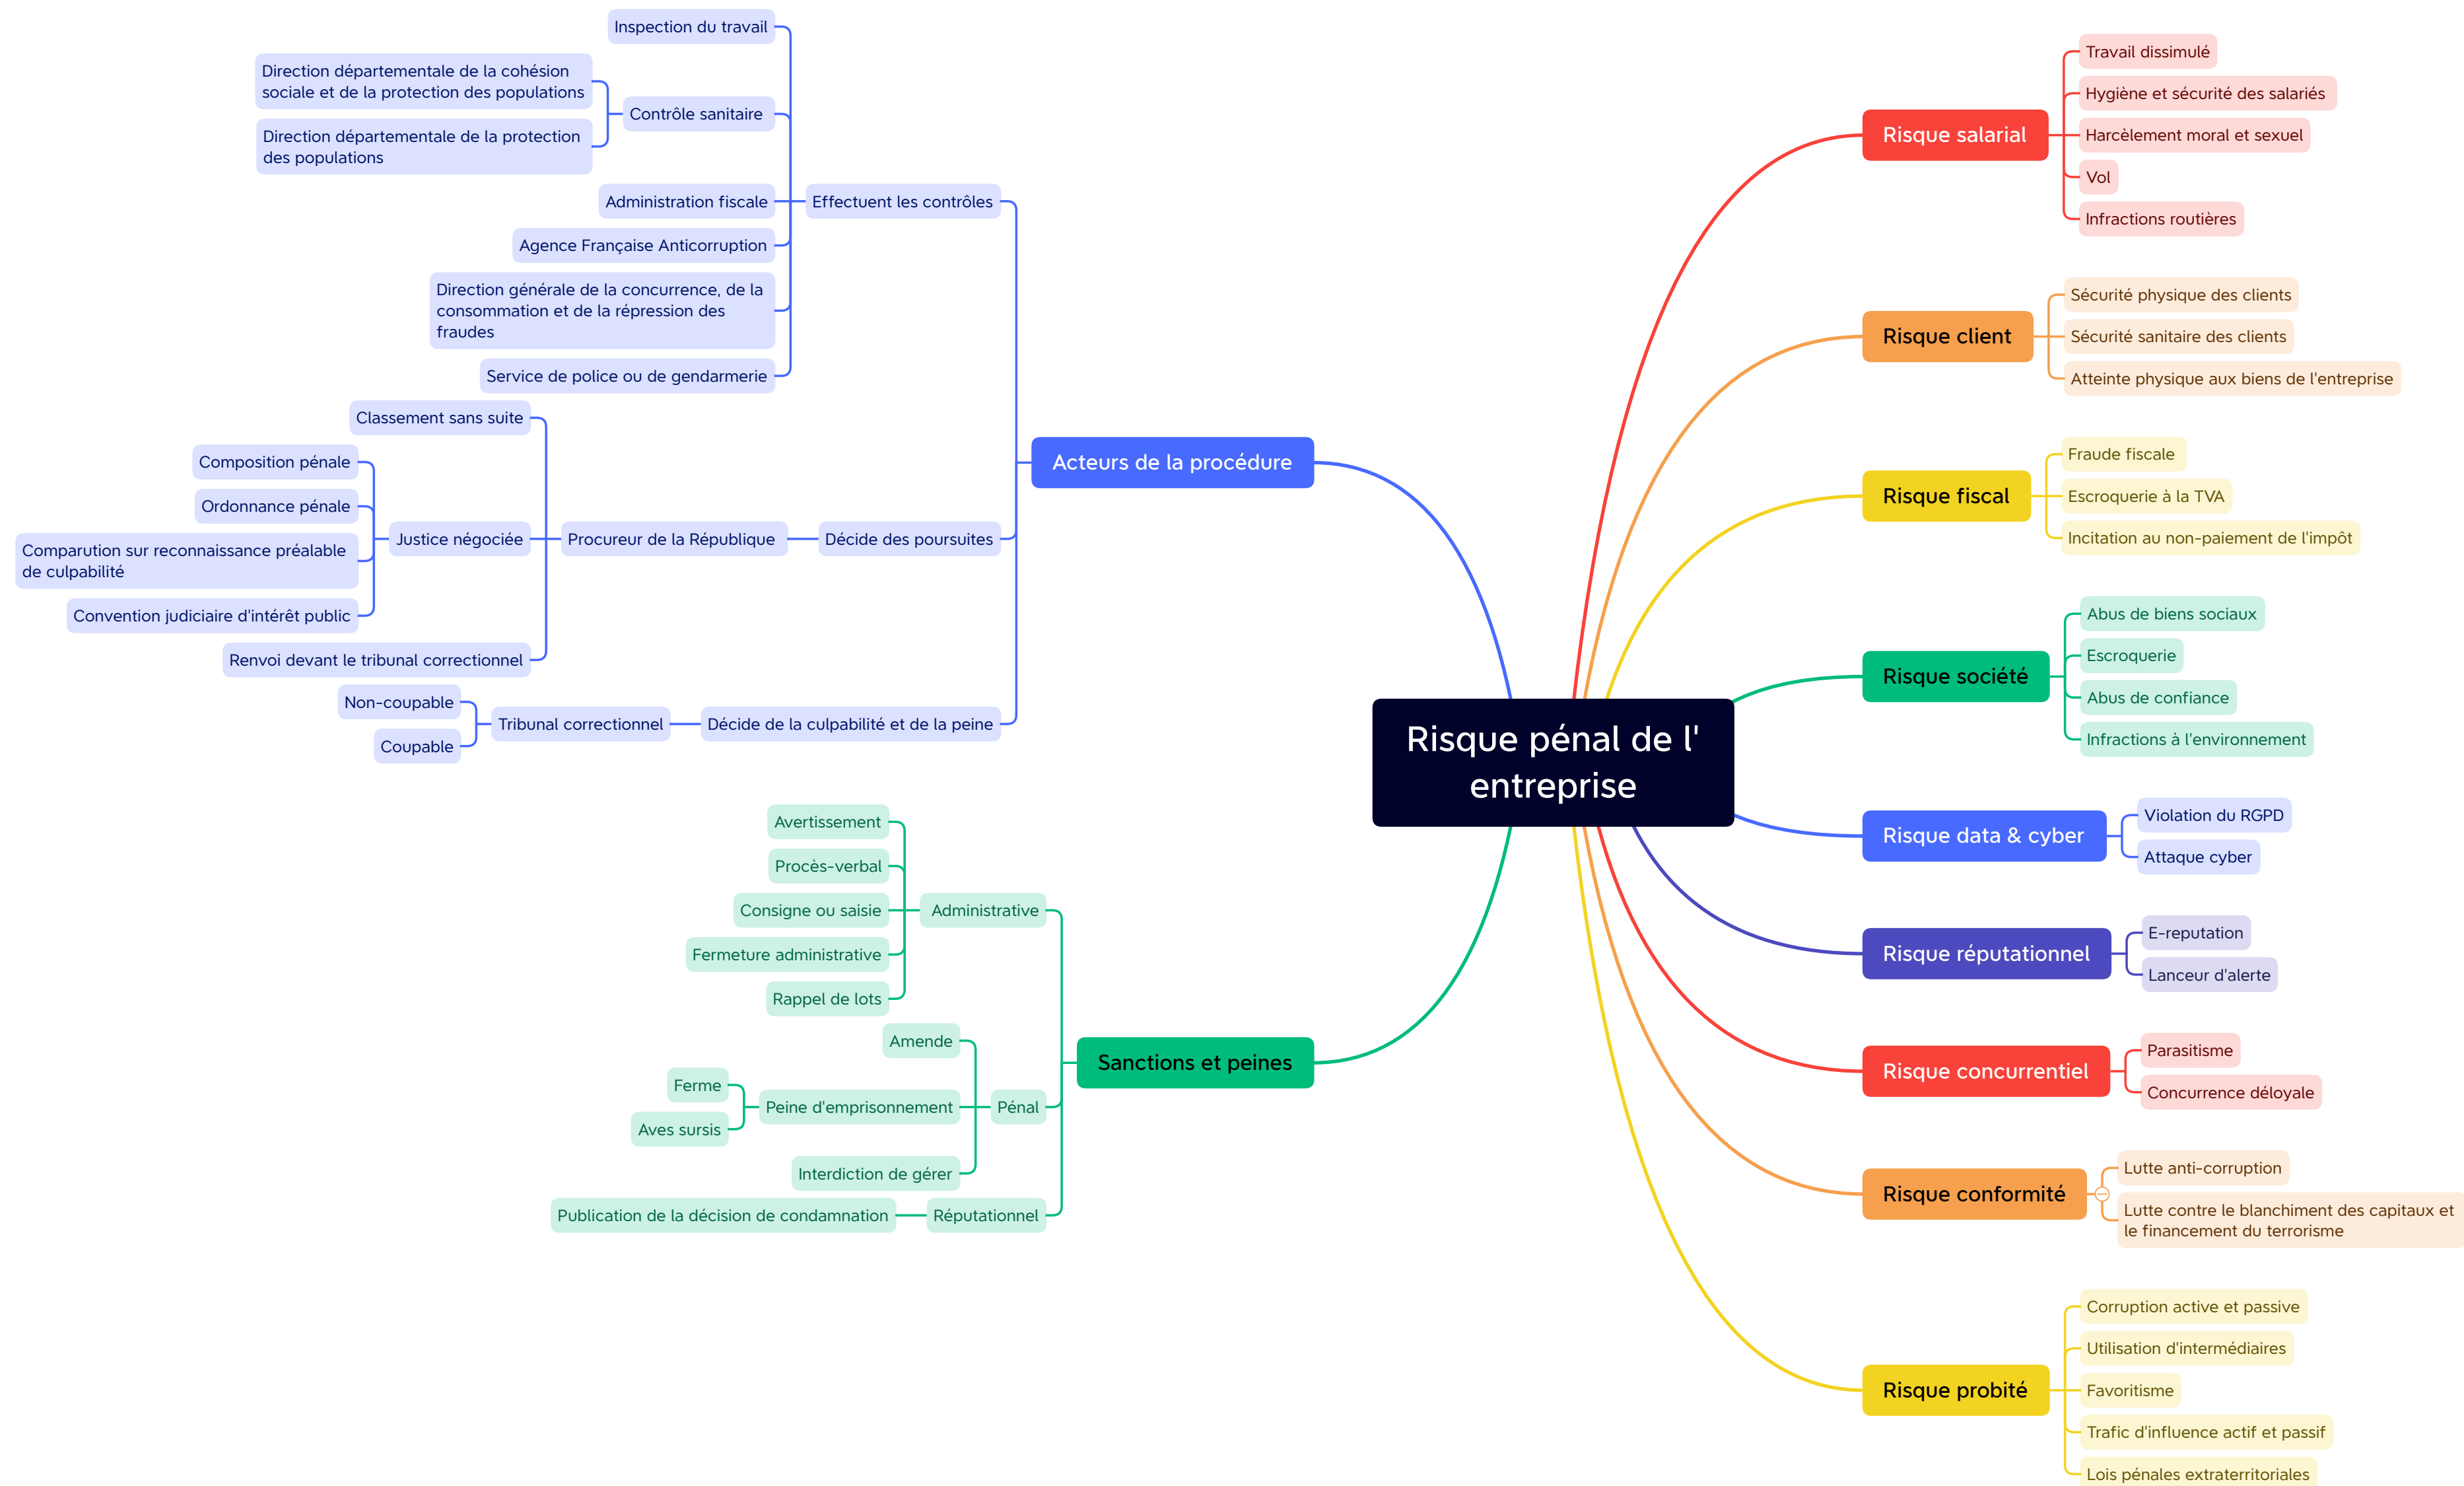 Risque pénal de l'
entreprise
Acteurs de la procédure
Effectuent les contrôles
Inspection du travail
Contrôle sanitaire
Direction départementale de la cohésion
sociale et de la protection des populations
Direction départementale de la protection
des populations
Administration fiscale
Agence Française Anticorruption
Direction générale de la concurrence, de la
consommation et de la répression des
fraudes
Service de police ou de gendarmerie
Décide des poursuites
Procureur de la République
Classement sans suite
Justice négociée
Composition pénale
Ordonnance pénale
Comparution sur reconnaissance préalable
de culpabilité
Convention judiciaire d'intérêt public
Renvoi devant le tribunal correctionnel
Décide de la culpabilité et de la peine
Tribunal correctionnel
Non-coupable
Coupable
Sanctions et peines
Administrative
Avertissement
Procès-verbal
Consigne ou saisie
Fermeture administrative
Rappel de lots
Pénal
Amende
Peine d'emprisonnement
Ferme
Aves sursis
Interdiction de gérer
Réputationnel
Publication de la décision de condamnation
Risque salarial
Travail dissimulé
Hygiène et sécurité des salariés
Harcèlement moral et sexuel
Vol
Infractions routières
Risque client
Sécurité physique des clients
Sécurité sanitaire des clients
Atteinte physique aux biens de l'entreprise
Risque fiscal
Fraude fiscale
Escroquerie à la TVA
Incitation au non-paiement de l'impôt
Risque société
Abus de biens sociaux
Escroquerie
Abus de confiance
Infractions à l'environnement
Risque data & cyber
Violation du RGPD
Attaque cyber
Risque réputationnel
E-reputation
Lanceur d'alerte
Risque concurrentiel
Parasitisme
Concurrence déloyale
Risque conformité
Lutte anti-corruption
Lutte contre le blanchiment des capitaux et
le financement du terrorisme
Risque probité
Corruption active et passive
Utilisation d'intermédiaires
Favoritisme
Trafic d'influence actif et passif
Lois pénales extraterritoriales